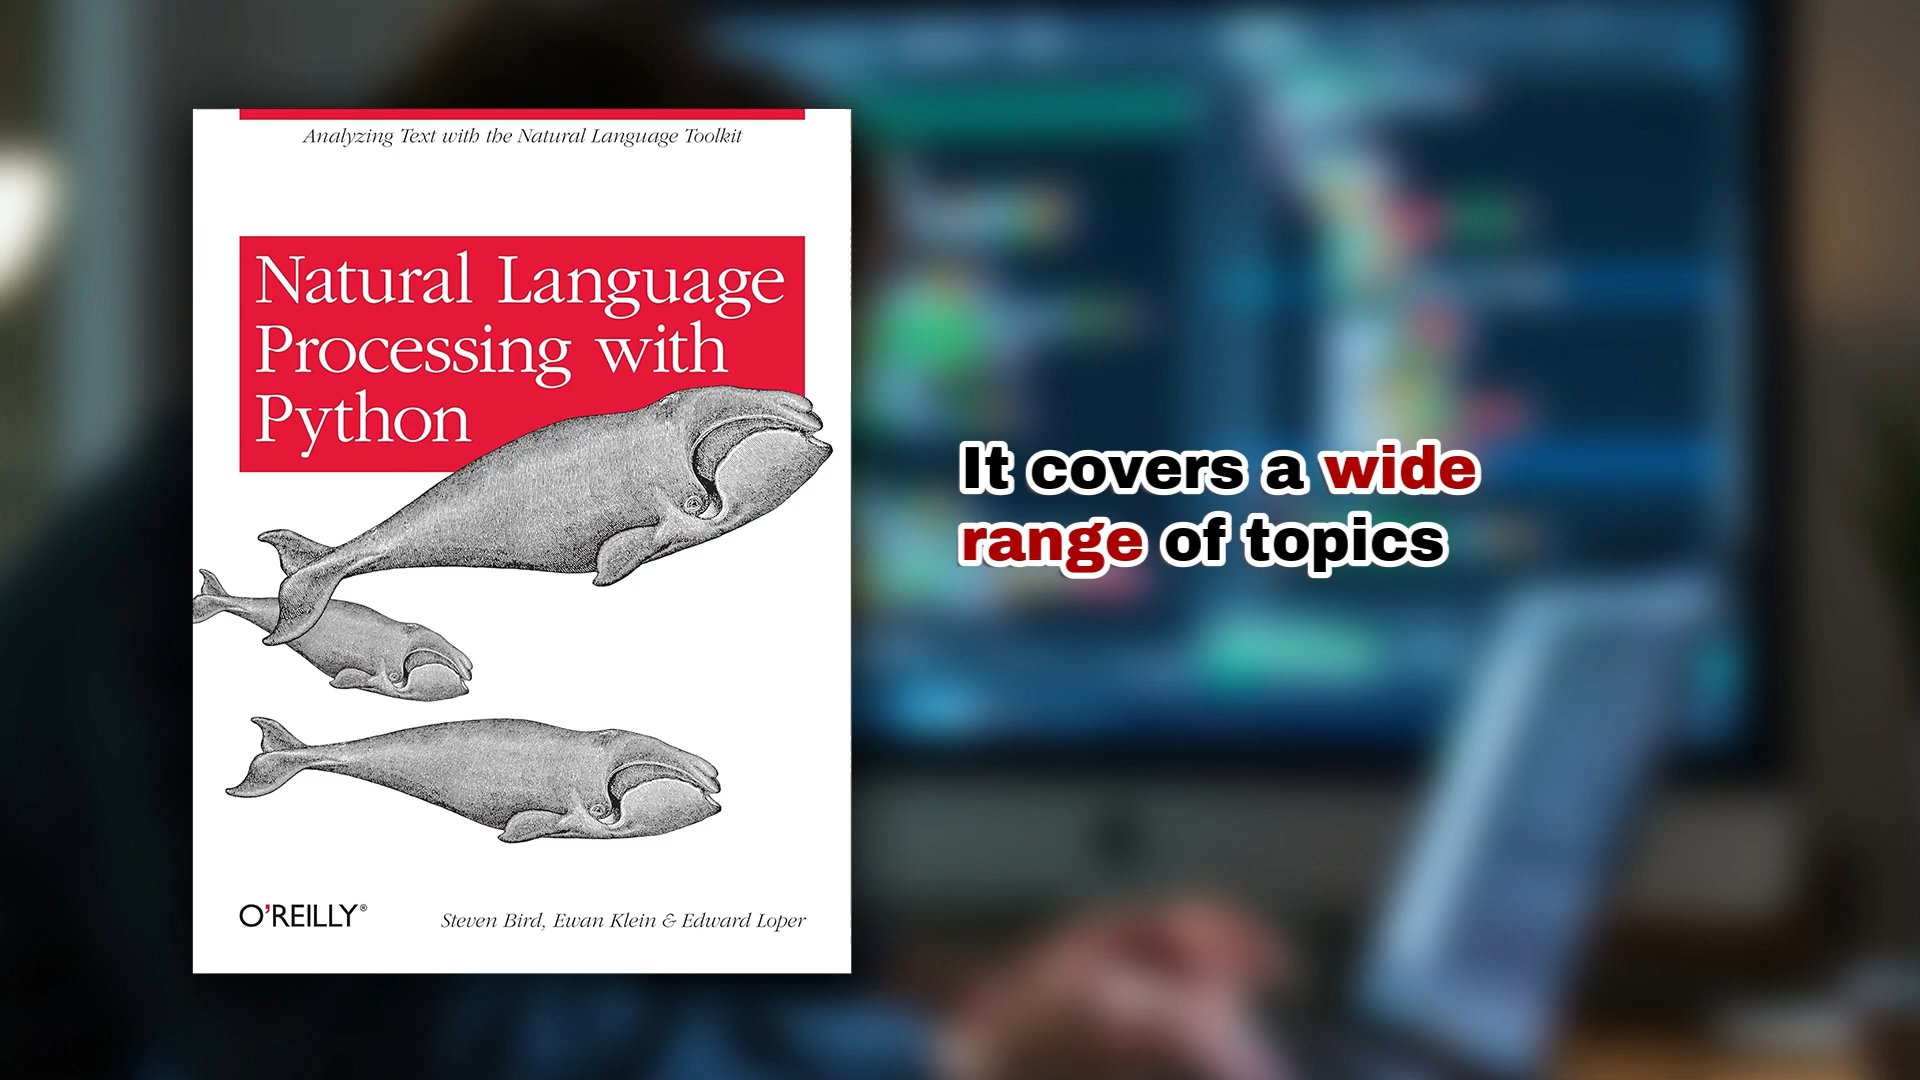 Analyzing Text with the Natural Language Toolkit
Natural Language
Processing with
Python
O'REILLY®
Steven Bird, Ewan Klein & Edward Loper
It covers a wide
range of topics